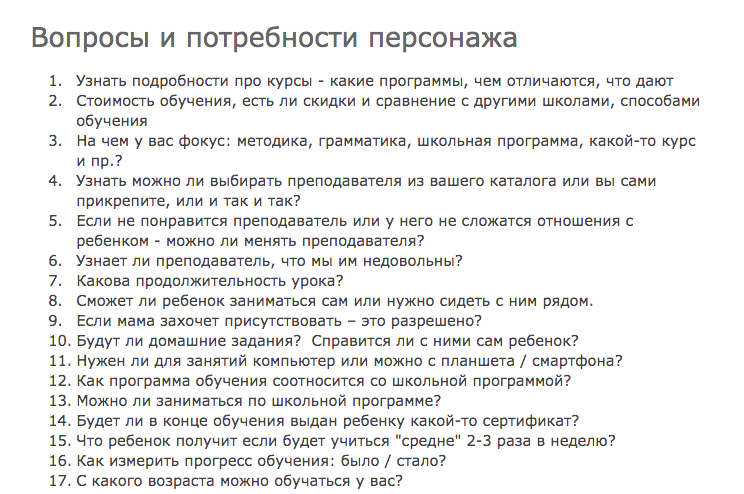 Вопросы и потребности персонажа
1. Узнать подробности про курсы - какие программы, чем отличаются, что дают
2. Стоимость обучения, есть ли скидки и сравнение с другими школами, способами
обучения
3. На чем у вас фокус: методика, грамматика, школьная программа, какой-то курс
и пр.?
4. Узнать можно ли выбирать преподавателя из вашего каталога или вы сами
прикрепите, или и так и так?
5. Если не понравится преподаватель или у него не сложатся отношения с
ребенком - можно ли менять преподавателя?
6. Узнает ли преподаватель, что мы им недовольны?
7. Какова продолжительность урока?
8. Сможет ли ребенок заниматься сам или нужно сидеть с ним рядом.
9. Если мама захочет присутствовать – это разрешено?
10. Будут ли домашние задания?  Справится ли с ними сам ребенок?
11. Нужен ли для занятий компьютер или можно с планшета / смартфона?
12. Как программа обучения соотносится со школьной программой?
13. Можно ли заниматься по школьной программе?
14. Будет ли в конце обучения выдан ребенку какой-то сертификат?
15. Что ребенок получит если будет учиться "средне" 2-3 раза в неделю?
16. Как измерить прогресс обучения: было / стало?
17. С какого возраста можно обучаться у вас?